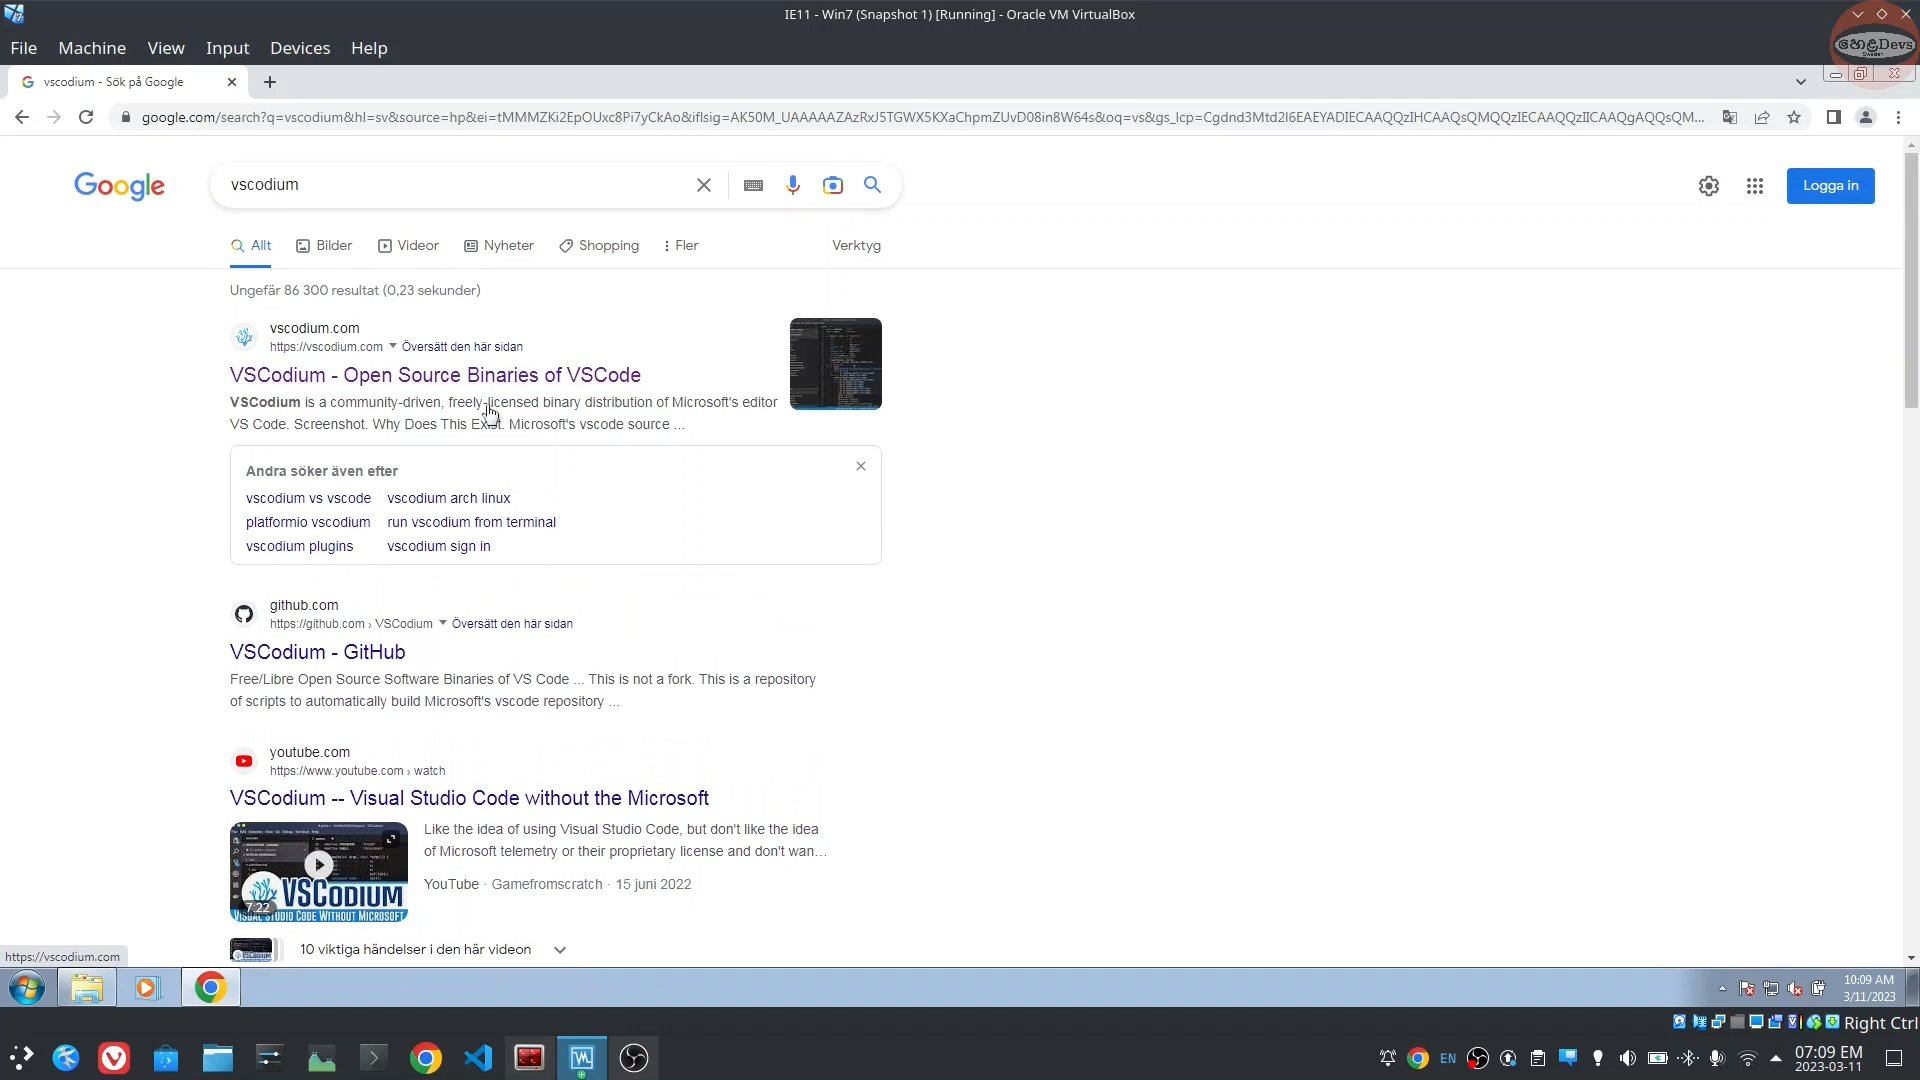 IE11 - Win7 (Snapshot 1) [Running] - Oracle VM VirtualBox
File Machine View Input Devices Help
vscodium - Sök på Google
google.com/search?q=vscodium&hl=sv&source=hp&ei=tMMMZKi2EpOUxc8Pi7yCkAo&iflsig=AK50M_UAAAAAZAzRxJ5TGWX5KXaChpmZUvD08in8W64s&oq=vs&gs_lcp=Cgdnd3Mtd2l6EAEYADIECAAQQzIHCAAQsQMQQzIECAAQQzIICAAQgAQQsQM...
Google
vscodium
Logga in
Allt Bilder Videor Nyheter Shopping Fler Verktyg
Ungefär 86 300 resultat (0,23 sekunder)
vscodium.com
https://vscodium.com Översätt den här sidan
VSCodium - Open Source Binaries of VSCode
VSCodium is a community-driven, freely-licensed binary distribution of Microsoft's editor
VS Code. Screenshot. Why Does This Exist. Microsoft's vscode source ...
Andra söker även efter
vscodium vs vscode vscodium arch linux
platformio vscodium run vscodium from terminal
vscodium plugins vscodium sign in
github.com
https://github.com › VSCodium Översätt den här sidan
VSCodium - GitHub
Free/Libre Open Source Software Binaries of VS Code ... This is not a fork. This is a repository
of scripts to automatically build Microsoft's vscode repository ...
youtube.com
https://www.youtube.com › watch
VSCodium -- Visual Studio Code without the Microsoft
Like the idea of using Visual Studio Code, but don't like the idea
of Microsoft telemetry or their proprietary license and don't wan...
YouTube · Gamefromscratch · 15 juni 2022
VSCODIUM
7:22
VISUAL STUDIO CODE WITHOUT MICROSOFT
10 viktiga händelser i den här videon
https://vscodium.com
10:09 AM
3/11/2023
Right Ctrl
EN
07:09 EM
2023-03-11